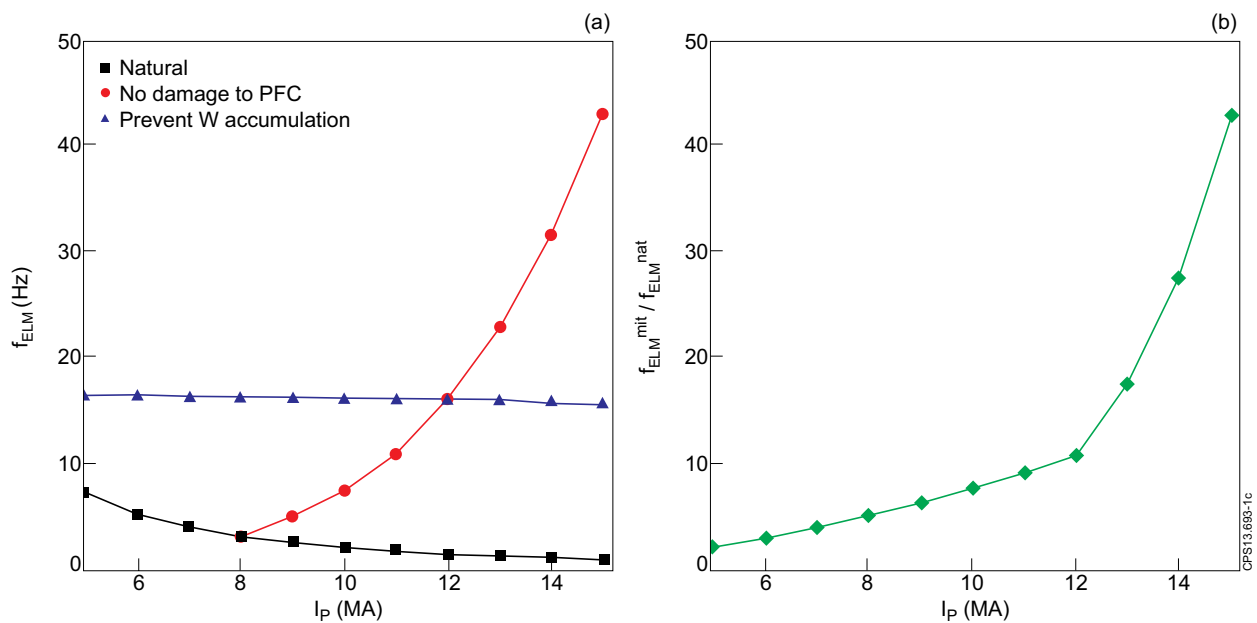 (a)
50
40
30
20
10
0
f_ELM (Hz)
Natural
No damage to PFC
Prevent W accumulation
6
8
10
12
14
I_P (MA)
(b)
50
40
30
20
10
0
f_ELM^mit / f_ELM^nat
6
8
10
12
14
I_P (MA)
CPS13.693-1c